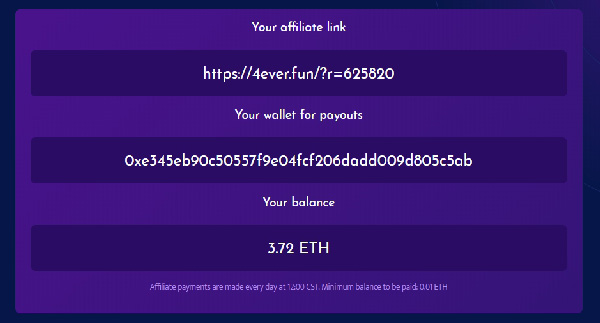 Your affiliate link
https://4ever.fun/?r=625820
Your wallet for payouts
0xe345eb90c50557f9e04fcf206dadd009d805c5ab
Your balance
3.72 ETH
Affiliate payments are made every day at 12:00 CST. Minimum balance to be paid: 0.01 ETH